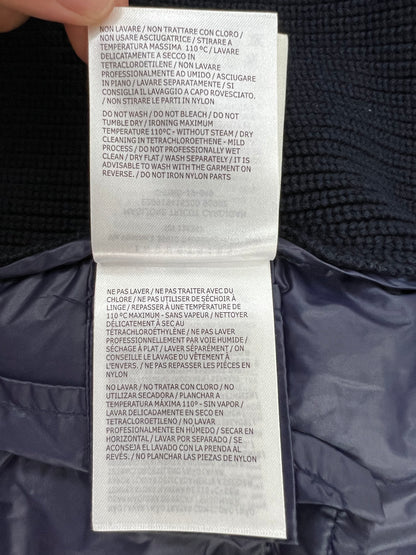 NON LAVARE / NON TRATTARE CON CLORO /
NON USARE ASCIUGATRICE / STIRARE A
TEMPERATURA MASSIMA 110 ºC / LAVARE
DELICATAMENTE A SECCO IN
TETRACLOROETILENE / NON LAVARE
PROFESSIONALMENTE AD UMIDO / ASCIUGARE
IN PIANO / LAVARE SEPARATAMENTE / SI
CONSIGLIA IL LAVAGGIO A CAPO ROVESCIATO.
/ NON STIRARE LE PARTI IN NYLON
DO NOT WASH / DO NOT BLEACH / DO NOT
TUMBLE DRY / IRONING MAXIMUM
TEMPERATURE 110ºC - WITHOUT STEAM / DRY
CLEANING IN TETRACHLOROETHENE - MILD
PROCESS / DO NOT PROFESSIONALLY WET
CLEAN / DRY FLAT / WASH SEPARATELY / IT IS
ADVISABLE TO WASH WITH THE GARMENT ON
REVERSE. / DO NOT IRON NYLON PARTS
MAGLIONE TRICOT CARDIGAN
NE PAS LAVER / NE PAS TRAITER AVEC DU
CHLORE / NE PAS UTILISER DE SÉCHOIR À
LINGE / REPASSER À UNE TEMPÉRATURE DE
110 ºC MAXIMUM - SANS VAPEUR / NETTOYER
DÉLICATEMENT À SEC AU
TÉTRACHLOROÉTHYLÈNE / NE PAS LAVER
PROFESSIONNELLEMENT PAR VOIE HUMIDE /
SÉCHAGE À PLAT / LAVER SÉPARÉMENT / ON
CONSEILLE LE LAVAGE DU VÊTEMENT À
L'ENVERS. / NE PAS REPASSER LES PIÈCES EN
NYLON
NO LAVAR / NO TRATAR CON CLORO / NO
UTILIZAR SECADORA / PLANCHAR A
TEMPERATURA MÁXIMA 110º - SIN VAPOR /
LAVAR DELICADAMENTE EN SECO EN
TETRACLOROETILENO / NO LAVAR
PROFESIONALMENTE EN HÚMEDO / SECAR EN
HORIZONTAL / LAVAR POR SEPARADO / SE
ACONSEJA EL LAVADO CON LA PRENDA AL
REVÉS. / NO PLANCHAR LAS PIEZAS DE NYLON